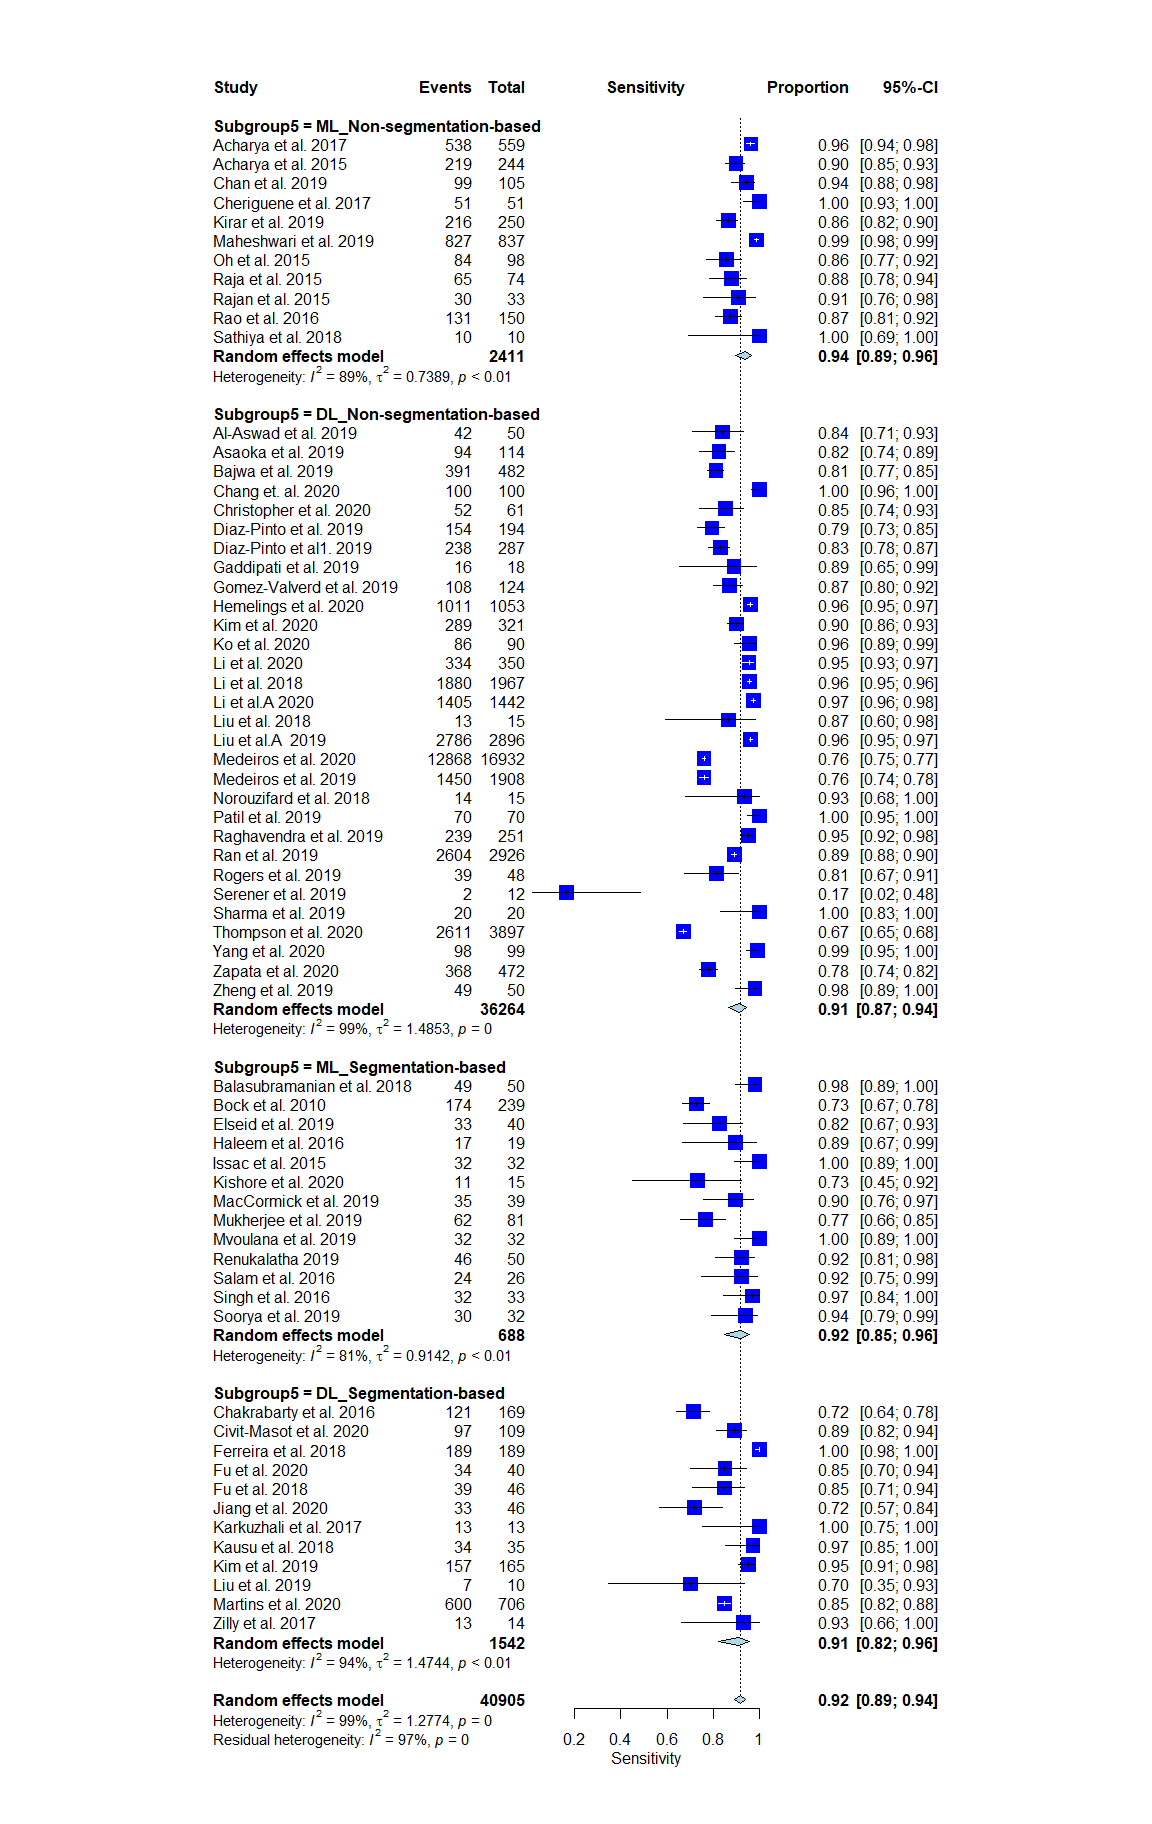 Study Events Total Sensitivity Proportion 95%-CI
Subgroup5 = ML_Non-segmentation-based
Acharya et al. 2017 538 559 0.96 [0.94; 0.98]
Acharya et al. 2015 219 244 0.90 [0.85; 0.93]
Chan et al. 2019 99 105 0.94 [0.88; 0.98]
Cheriguene et al. 2017 51 51 1.00 [0.93; 1.00]
Kirar et al. 2019 216 250 0.86 [0.82; 0.90]
Maheshwari et al. 2019 827 837 0.99 [0.98; 0.99]
Oh et al. 2015 84 98 0.86 [0.77; 0.92]
Raja et al. 2015 65 74 0.88 [0.78; 0.94]
Rajan et al. 2015 30 33 0.91 [0.76; 0.98]
Rao et al. 2016 131 150 0.87 [0.81; 0.92]
Sathiya et al. 2018 10 10 1.00 [0.69; 1.00]
Random effects model 2411 0.94 [0.89; 0.96]
Heterogeneity: I² = 89%, τ² = 0.7389, p < 0.01
Subgroup5 = DL_Non-segmentation-based
Al-Aswad et al. 2019 42 50 0.84 [0.71; 0.93]
Asaoka et al. 2019 94 114 0.82 [0.74; 0.89]
Bajwa et al. 2019 391 482 0.81 [0.77; 0.85]
Chang et. al. 2020 100 100 1.00 [0.96; 1.00]
Christopher et al. 2020 52 61 0.85 [0.74; 0.93]
Diaz-Pinto et al. 2019 154 194 0.79 [0.73; 0.85]
Diaz-Pinto et al1. 2019 238 287 0.83 [0.78; 0.87]
Gaddipati et al. 2019 16 18 0.89 [0.65; 0.99]
Gomez-Valverd et al. 2019 108 124 0.87 [0.80; 0.92]
Hemelings et al. 2020 1011 1053 0.96 [0.95; 0.97]
Kim et al. 2020 289 321 0.90 [0.86; 0.93]
Ko et al. 2020 86 90 0.96 [0.89; 0.99]
Li et al. 2020 334 350 0.95 [0.93; 0.97]
Li et al. 2018 1880 1967 0.96 [0.95; 0.96]
Li et al.A 2020 1405 1442 0.97 [0.96; 0.98]
Liu et al. 2018 13 15 0.87 [0.60; 0.98]
Liu et al.A 2019 2786 2896 0.96 [0.95; 0.97]
Medeiros et al. 2020 12868 16932 0.76 [0.75; 0.77]
Medeiros et al. 2019 1450 1908 0.76 [0.74; 0.78]
Norouzifard et al. 2018 14 15 0.93 [0.68; 1.00]
Patil et al. 2019 70 70 1.00 [0.95; 1.00]
Raghavendra et al. 2019 239 251 0.95 [0.92; 0.98]
Ran et al. 2019 2604 2926 0.89 [0.88; 0.90]
Rogers et al. 2019 39 48 0.81 [0.67; 0.91]
Serener et al. 2019 2 12 0.17 [0.02; 0.48]
Sharma et al. 2019 20 20 1.00 [0.83; 1.00]
Thompson et al. 2020 2611 3897 0.67 [0.65; 0.68]
Yang et al. 2020 98 99 0.99 [0.95; 1.00]
Zapata et al. 2020 368 472 0.78 [0.74; 0.82]
Zheng et al. 2019 49 50 0.98 [0.89; 1.00]
Random effects model 36264 0.91 [0.87; 0.94]
Heterogeneity: I² = 99%, τ² = 1.4853, p = 0
Subgroup5 = ML_Segmentation-based
Balasubramanian et al. 2018 49 50 0.98 [0.89; 1.00]
Bock et al. 2010 174 239 0.73 [0.67; 0.78]
Elseid et al. 2019 33 40 0.82 [0.67; 0.93]
Haleem et al. 2016 17 19 0.89 [0.67; 0.99]
Issac et al. 2015 32 32 1.00 [0.89; 1.00]
Kishore et al. 2020 11 15 0.73 [0.45; 0.92]
MacCormick et al. 2019 35 39 0.90 [0.76; 0.97]
Mukherjee et al. 2019 62 81 0.77 [0.66; 0.85]
Mvoulana et al. 2019 32 32 1.00 [0.89; 1.00]
Renukalatha 2019 46 50 0.92 [0.81; 0.98]
Salam et al. 2016 24 26 0.92 [0.75; 0.99]
Singh et al. 2016 32 33 0.97 [0.84; 1.00]
Soorya et al. 2019 30 32 0.94 [0.79; 0.99]
Random effects model 688 0.92 [0.85; 0.96]
Heterogeneity: I² = 81%, τ² = 0.9142, p < 0.01
Subgroup5 = DL_Segmentation-based
Chakrabarty et al. 2016 121 169 0.72 [0.64; 0.78]
Civit-Masot et al. 2020 97 109 0.89 [0.82; 0.94]
Ferreira et al. 2018 189 189 1.00 [0.98; 1.00]
Fu et al. 2020 34 40 0.85 [0.70; 0.94]
Fu et al. 2018 39 46 0.85 [0.71; 0.94]
Jiang et al. 2020 33 46 0.72 [0.57; 0.84]
Karkuzhali et al. 2017 13 13 1.00 [0.75; 1.00]
Kausu et al. 2018 34 35 0.97 [0.85; 1.00]
Kim et al. 2019 157 165 0.95 [0.91; 0.98]
Liu et al. 2019 7 10 0.70 [0.35; 0.93]
Martins et al. 2020 600 706 0.85 [0.82; 0.88]
Zilly et al. 2017 13 14 0.93 [0.66; 1.00]
Random effects model 1542 0.91 [0.82; 0.96]
Heterogeneity: I² = 94%, τ² = 1.4744, p < 0.01
Random effects model 40905 0.92 [0.89; 0.94]
Heterogeneity: I² = 99%, τ² = 1.2774, p = 0
Residual heterogeneity: I² = 97%, p = 0
0.2 0.4 0.6 0.8 1
Sensitivity